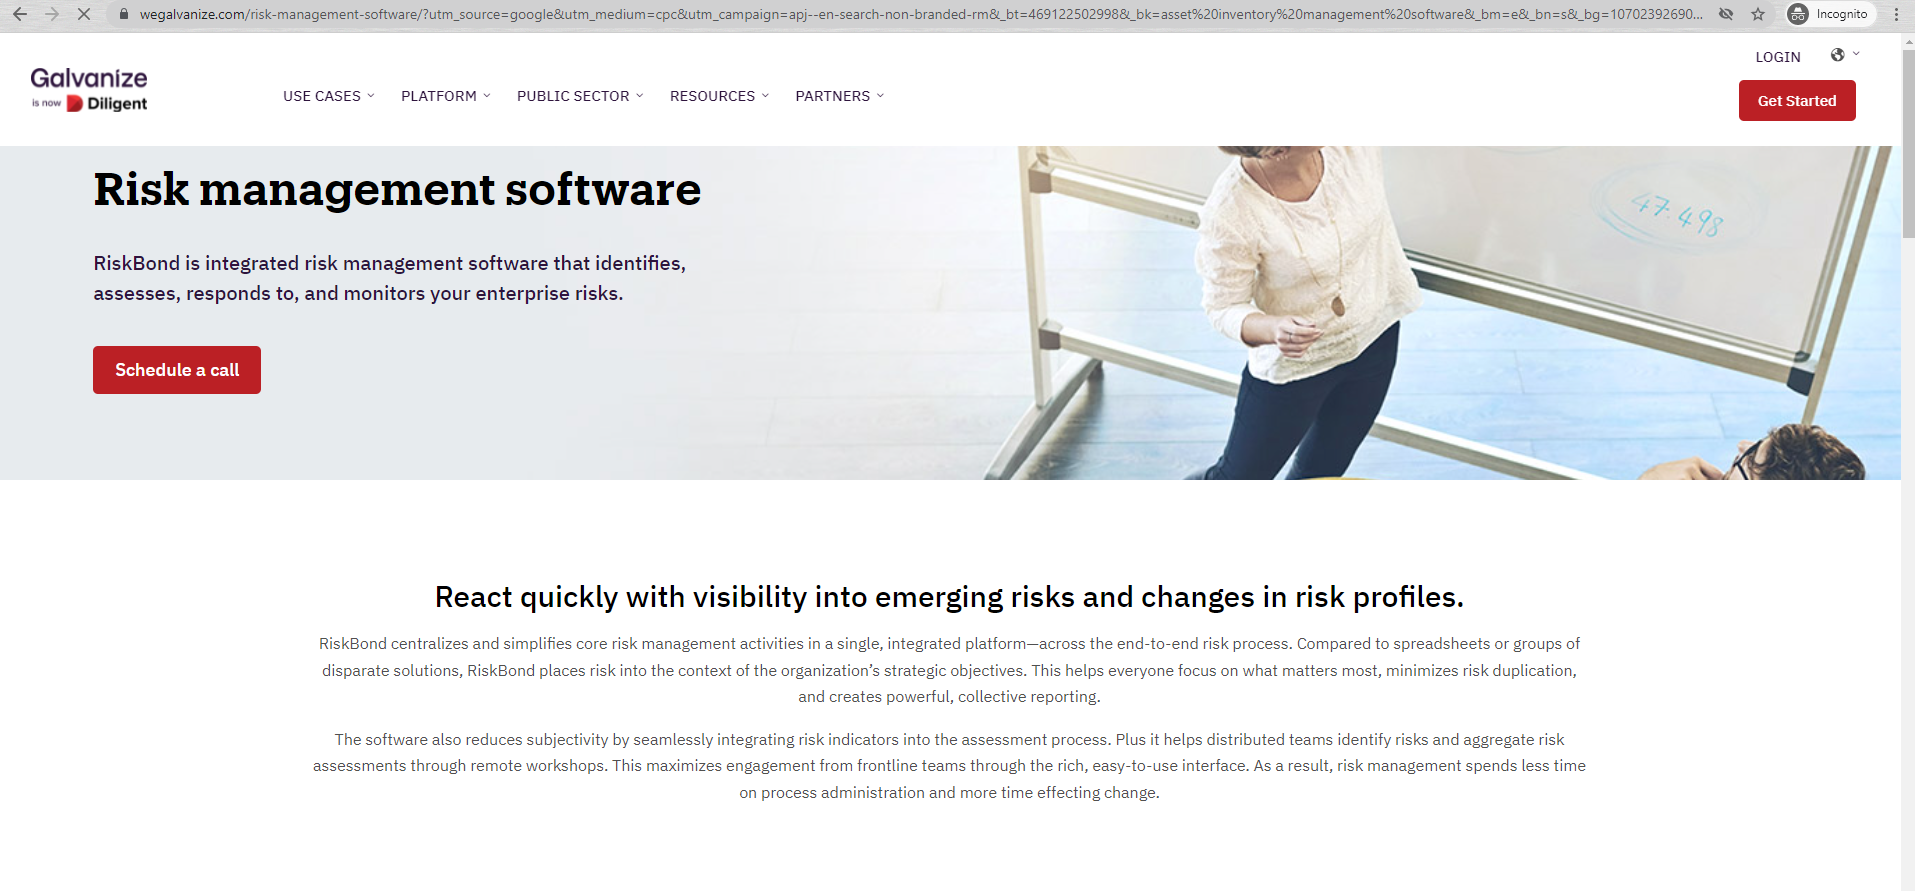 wegalvanize.com/risk-management-software/?utm_source=google&utm_medium=cpc&utm_campaign=apj--en-search-non-branded-rm&_bt=469122502998&_bk=asset%20inventory%20management%20software&_bm=e&_bn=s&_bg=10702392690...
Incognito
LOGIN
Galvanize
is now Diligent
USE CASES PLATFORM PUBLIC SECTOR RESOURCES PARTNERS
Get Started
Risk management software
47.498
RiskBond is integrated risk management software that identifies,
assesses, responds to, and monitors your enterprise risks.
Schedule a call
React quickly with visibility into emerging risks and changes in risk profiles.
RiskBond centralizes and simplifies core risk management activities in a single, integrated platform—across the end-to-end risk process. Compared to spreadsheets or groups of
disparate solutions, RiskBond places risk into the context of the organization’s strategic objectives. This helps everyone focus on what matters most, minimizes risk duplication,
and creates powerful, collective reporting.
The software also reduces subjectivity by seamlessly integrating risk indicators into the assessment process. Plus it helps distributed teams identify risks and aggregate risk
assessments through remote workshops. This maximizes engagement from frontline teams through the rich, easy-to-use interface. As a result, risk management spends less time
on process administration and more time effecting change.